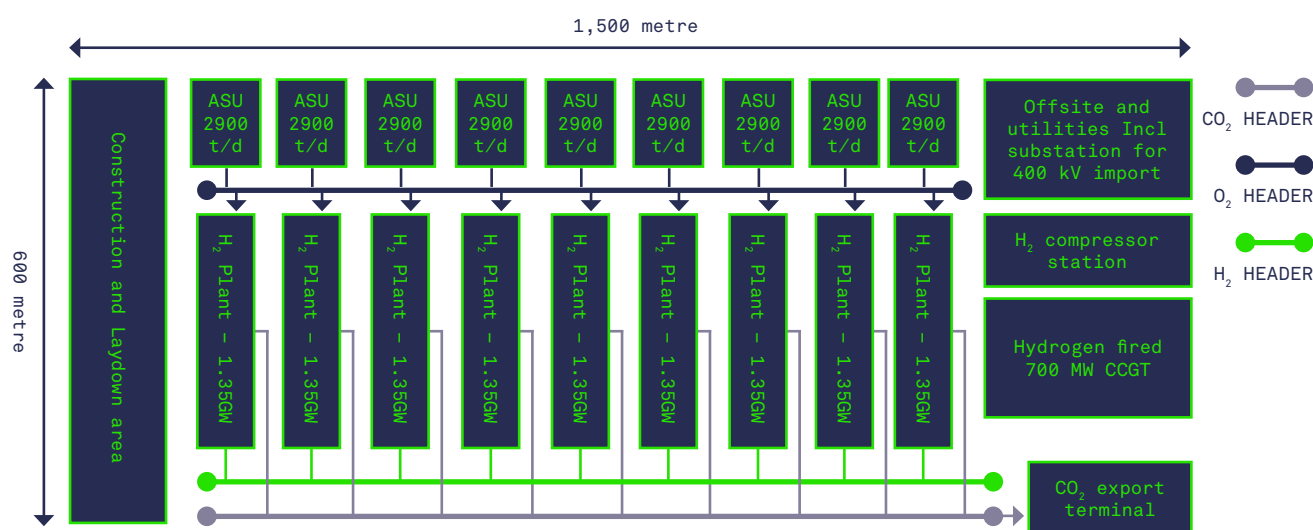 1,500 metre
600 metre
Construction and Laydown area
ASU
2900
t/d
ASU
2900
t/d
ASU
2900
t/d
ASU
2900
t/d
ASU
2900
t/d
ASU
2900
t/d
ASU
2900
t/d
ASU
2900
t/d
ASU
2900
t/d
H₂ Plant – 1.35GW
H₂ Plant – 1.35GW
H₂ Plant – 1.35GW
H₂ Plant – 1.35GW
H₂ Plant – 1.35GW
H₂ Plant – 1.35GW
H₂ Plant – 1.35GW
H₂ Plant – 1.35GW
H₂ Plant – 1.35GW
Offsite and
utilities Incl
substation for
400 kV import
H₂ compressor
station
Hydrogen fired
700 MW CCGT
CO₂ export
terminal
CO₂ HEADER
O₂ HEADER
H₂ HEADER